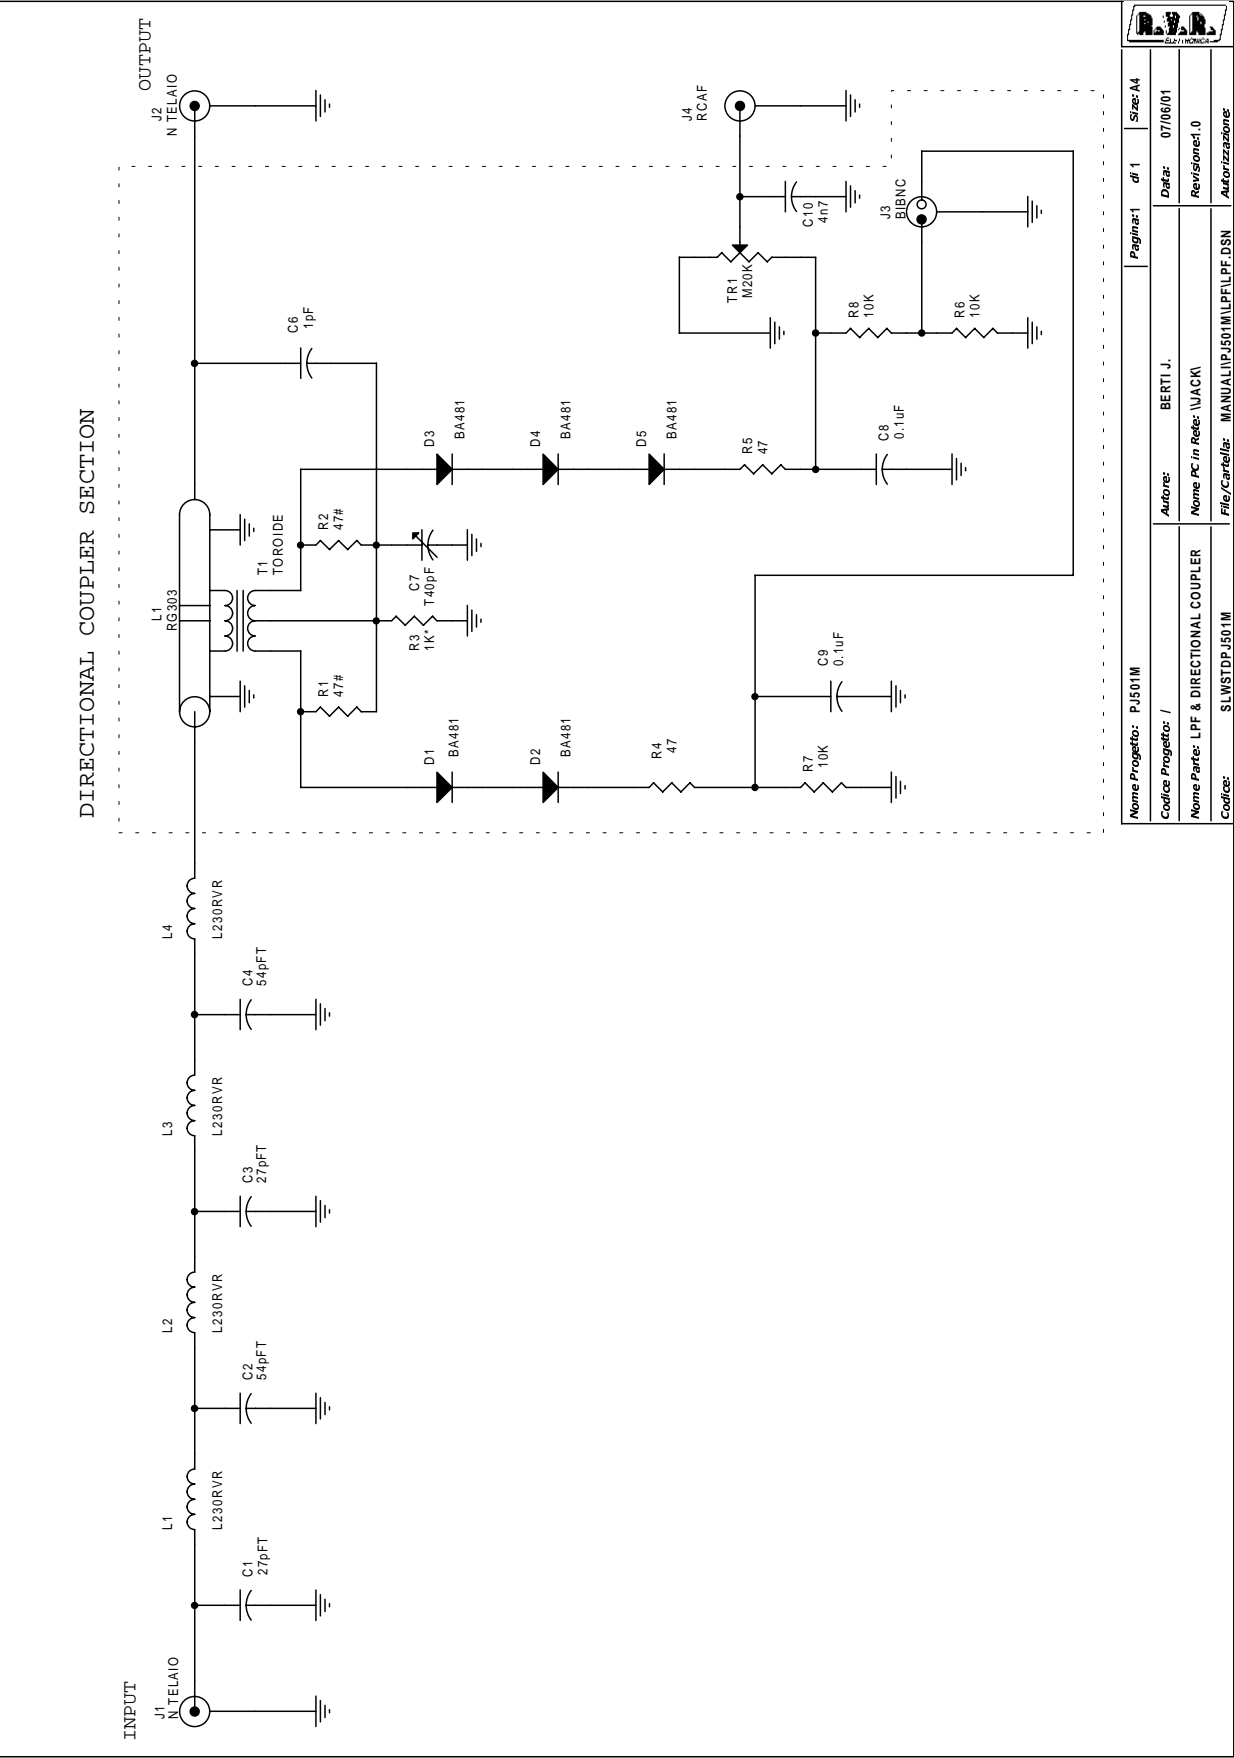 DIRECTIONAL COUPLER SECTION
INPUT
J1
N TELAIO
C1
27pFT
L1
L230RVR
C2
54pFT
L2
L230RVR
C3
27pFT
L3
L230RVR
C4
54pFT
L4
L230RVR
L1
RG303
T1
TOROIDE
OUTPUT
J2
N TELAIO
C6
1pF
R1
47#
R2
47#
R3
1K*
C7
T40pF
D1
BA481
D2
BA481
D3
BA481
D4
BA481
D5
BA481
R4
47
R5
47
R7
10K
C9
0.1uF
C8
0.1uF
TR1
M20K
C10
4n7
J4
RCAF
R8
10K
R6
10K
J3
BIBNC
Nome Progetto: PJ501M
Pagina:1 di 1
Size:A4
Codice Progetto: /
Autore: BERTI J.
Data: 07/06/01
Nome Parte: LPF & DIRECTIONAL COUPLER
Nome PC in Rete: \\JACK\
Revisione:1.0
Codice: SLWSTDPJ501M
File/Cartella: MANUALI\PJ501M\LPF\LPF.DSN
Autorizzazione:
R.V.R.
ELETTRONICA